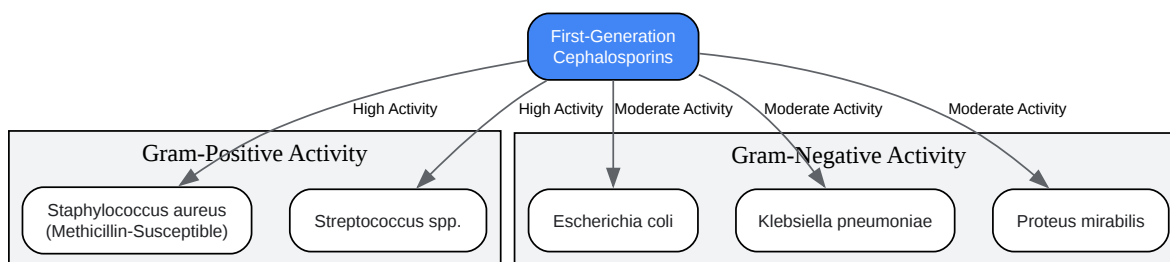 First-Generation
Cephalosporins
High Activity
High Activity
Moderate Activity
Moderate Activity
Moderate Activity
Gram-Positive Activity
Gram-Negative Activity
Staphylococcus aureus
(Methicillin-Susceptible)
Streptococcus spp.
Escherichia coli
Klebsiella pneumoniae
Proteus mirabilis